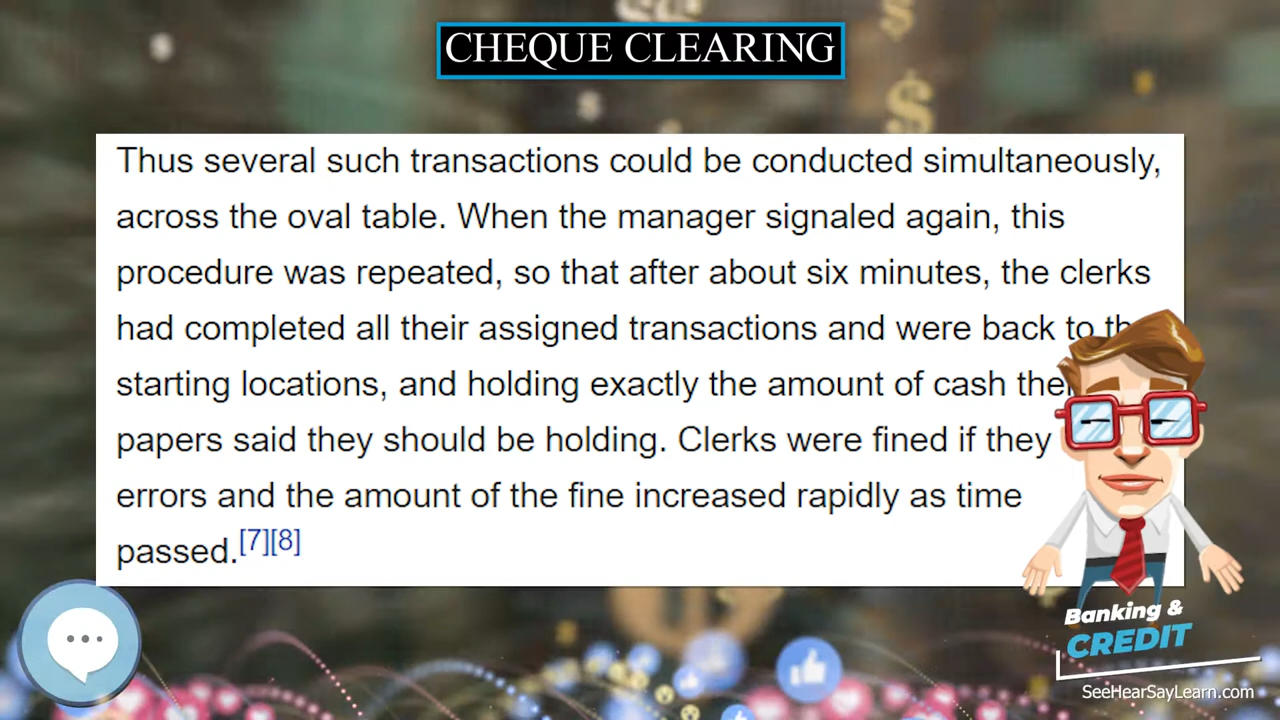 CHEQUE CLEARING
Thus several such transactions could be conducted simultaneously,
across the oval table. When the manager signaled again, this
procedure was repeated, so that after about six minutes, the clerks
had completed all their assigned transactions and were back to
starting locations, and holding exactly the amount of cash
papers said they should be holding. Clerks were fined if they
errors and the amount of the fine increased rapidly as time
passed.[7][8]
Banking &
CREDIT
SeeHearSayLearn.com